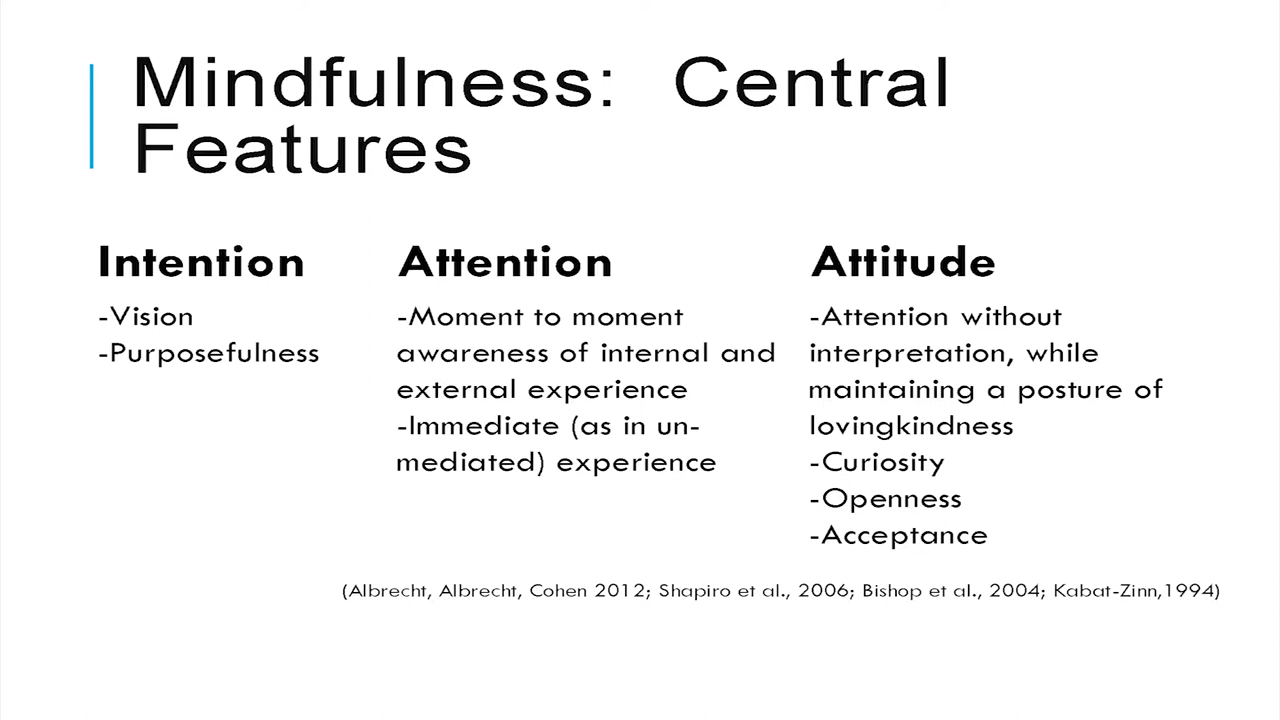 Mindfulness: Central
Features
Intention
-Vision
-Purposefulness
Attention
-Moment to moment
awareness of internal and
external experience
-Immediate (as in un-
mediated) experience
Attitude
-Attention without
interpretation, while
maintaining a posture of
lovingkindness
-Curiosity
-Openness
-Acceptance
(Albrecht, Albrecht, Cohen 2012; Shapiro et al., 2006; Bishop et al., 2004; Kabat-Zinn,1994)